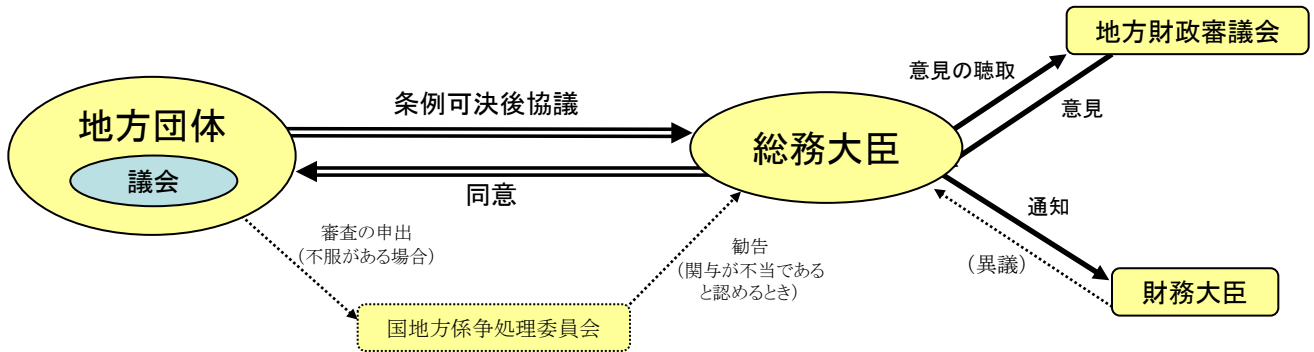 地方財政審議会
意見の聴取
意見
条例可決後協議
地方団体
議会
総務大臣
同意
通知
審査の申出
(不服がある場合)
勧告
(関与が不当である
と認めるとき)
(異議)
財務大臣
国地方係争処理委員会